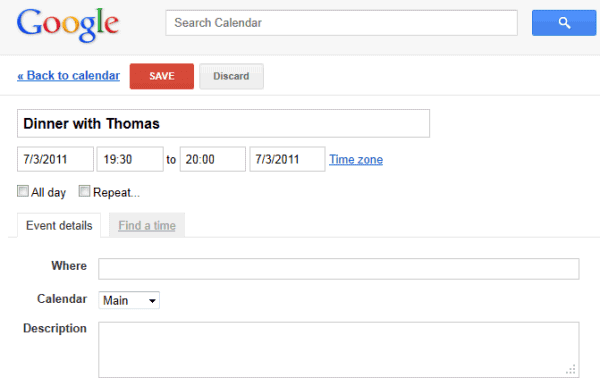 Google Search Calendar
« Back to calendar SAVE Discard
Dinner with Thomas
7/3/2011 19:30 to 20:00 7/3/2011 Time zone
All day Repeat...
Event details Find a time
Where
Calendar Main
Description